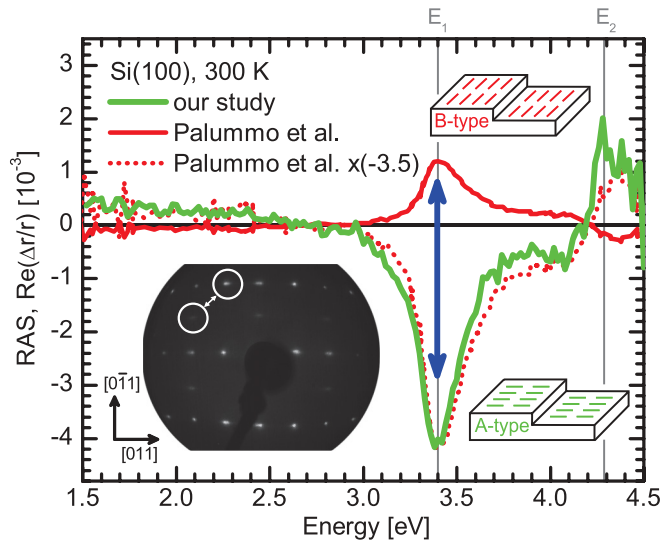 E₁ E₂
Si(100), 300 K
our study
Palummo et al.
Palummo et al. x(-3.5)
B-type
A-type
RAS, Re(Δr/r) [10⁻³]
3
2
1
0
-1
-2
-3
-4
[01̄1]
[011]
1.5 2.0 2.5 3.0 3.5 4.0 4.5
Energy [eV]